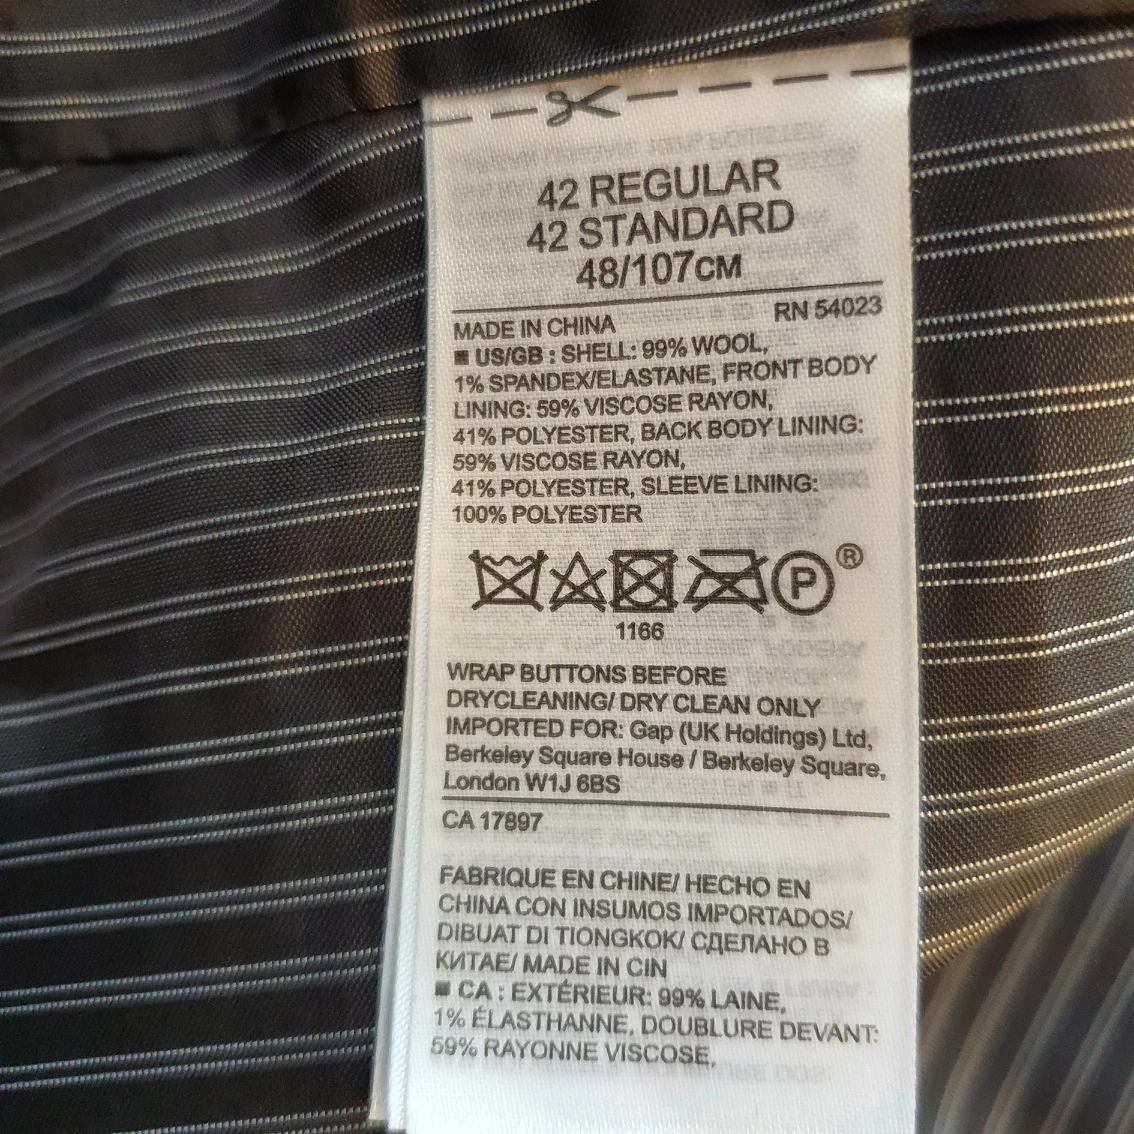 42 REGULAR
42 STANDARD
48/107CM
RN 54023
MADE IN CHINA
■ US/GB : SHELL: 99% WOOL,
1% SPANDEX/ELASTANE, FRONT BODY
LINING: 59% VISCOSE RAYON,
41% POLYESTER, BACK BODY LINING:
59% VISCOSE RAYON,
41% POLYESTER, SLEEVE LINING:
100% POLYESTER
P ®
1166
WRAP BUTTONS BEFORE
DRYCLEANING/ DRY CLEAN ONLY
IMPORTED FOR: Gap (UK Holdings) Ltd,
Berkeley Square House / Berkeley Square,
London W1J 6BS
CA 17897
FABRIQUE EN CHINE/ HECHO EN
CHINA CON INSUMOS IMPORTADOS/
DIBUAT DI TIONGKOK/ СДЕЛАНО В
КИТАЕ/ MADE IN CIN
■ CA : EXTÉRIEUR: 99% LAINE,
1% ÉLASTHANNE, DOUBLURE DEVANT:
59% RAYONNE VISCOSE,